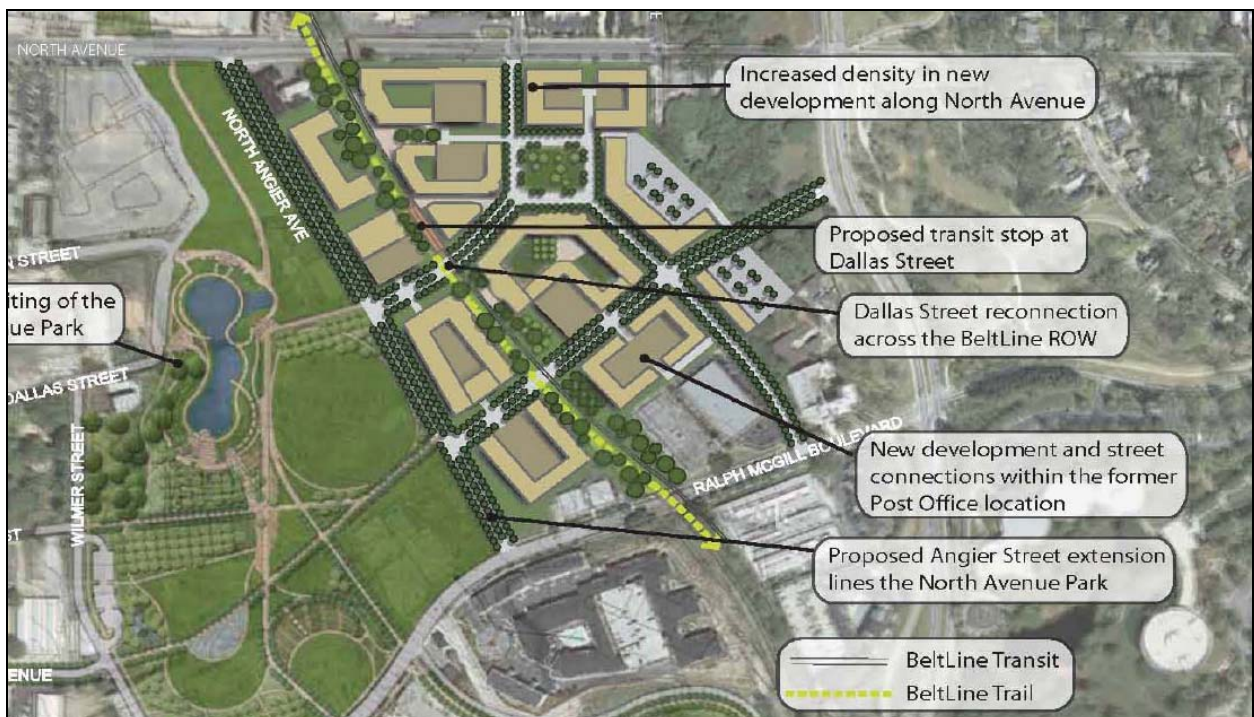 NORTH AVENUE
NORTH ANGIER AVE
Increased density in new
development along North Avenue
Proposed transit stop at
Dallas Street
STREET
iting of the
ue Park
Dallas Street reconnection
across the BeltLine ROW
DALLAS STREET
WILMER STREET
RALPH MCGILL BOULEVARD
New development and street
connections within the former
Post Office location
ST
Proposed Angier Street extension
lines the North Avenue Park
ENUE
BeltLine Transit
BeltLine Trail